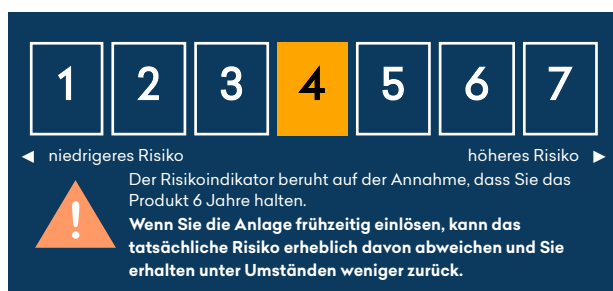 1 2 3 4 5 6 7
◄ niedrigeres Risiko höheres Risiko ►
Der Risikoindikator beruht auf der Annahme, dass Sie das
Produkt 6 Jahre halten.
Wenn Sie die Anlage frühzeitig einlösen, kann das
tatsächliche Risiko erheblich davon abweichen und Sie
erhalten unter Umständen weniger zurück.
!